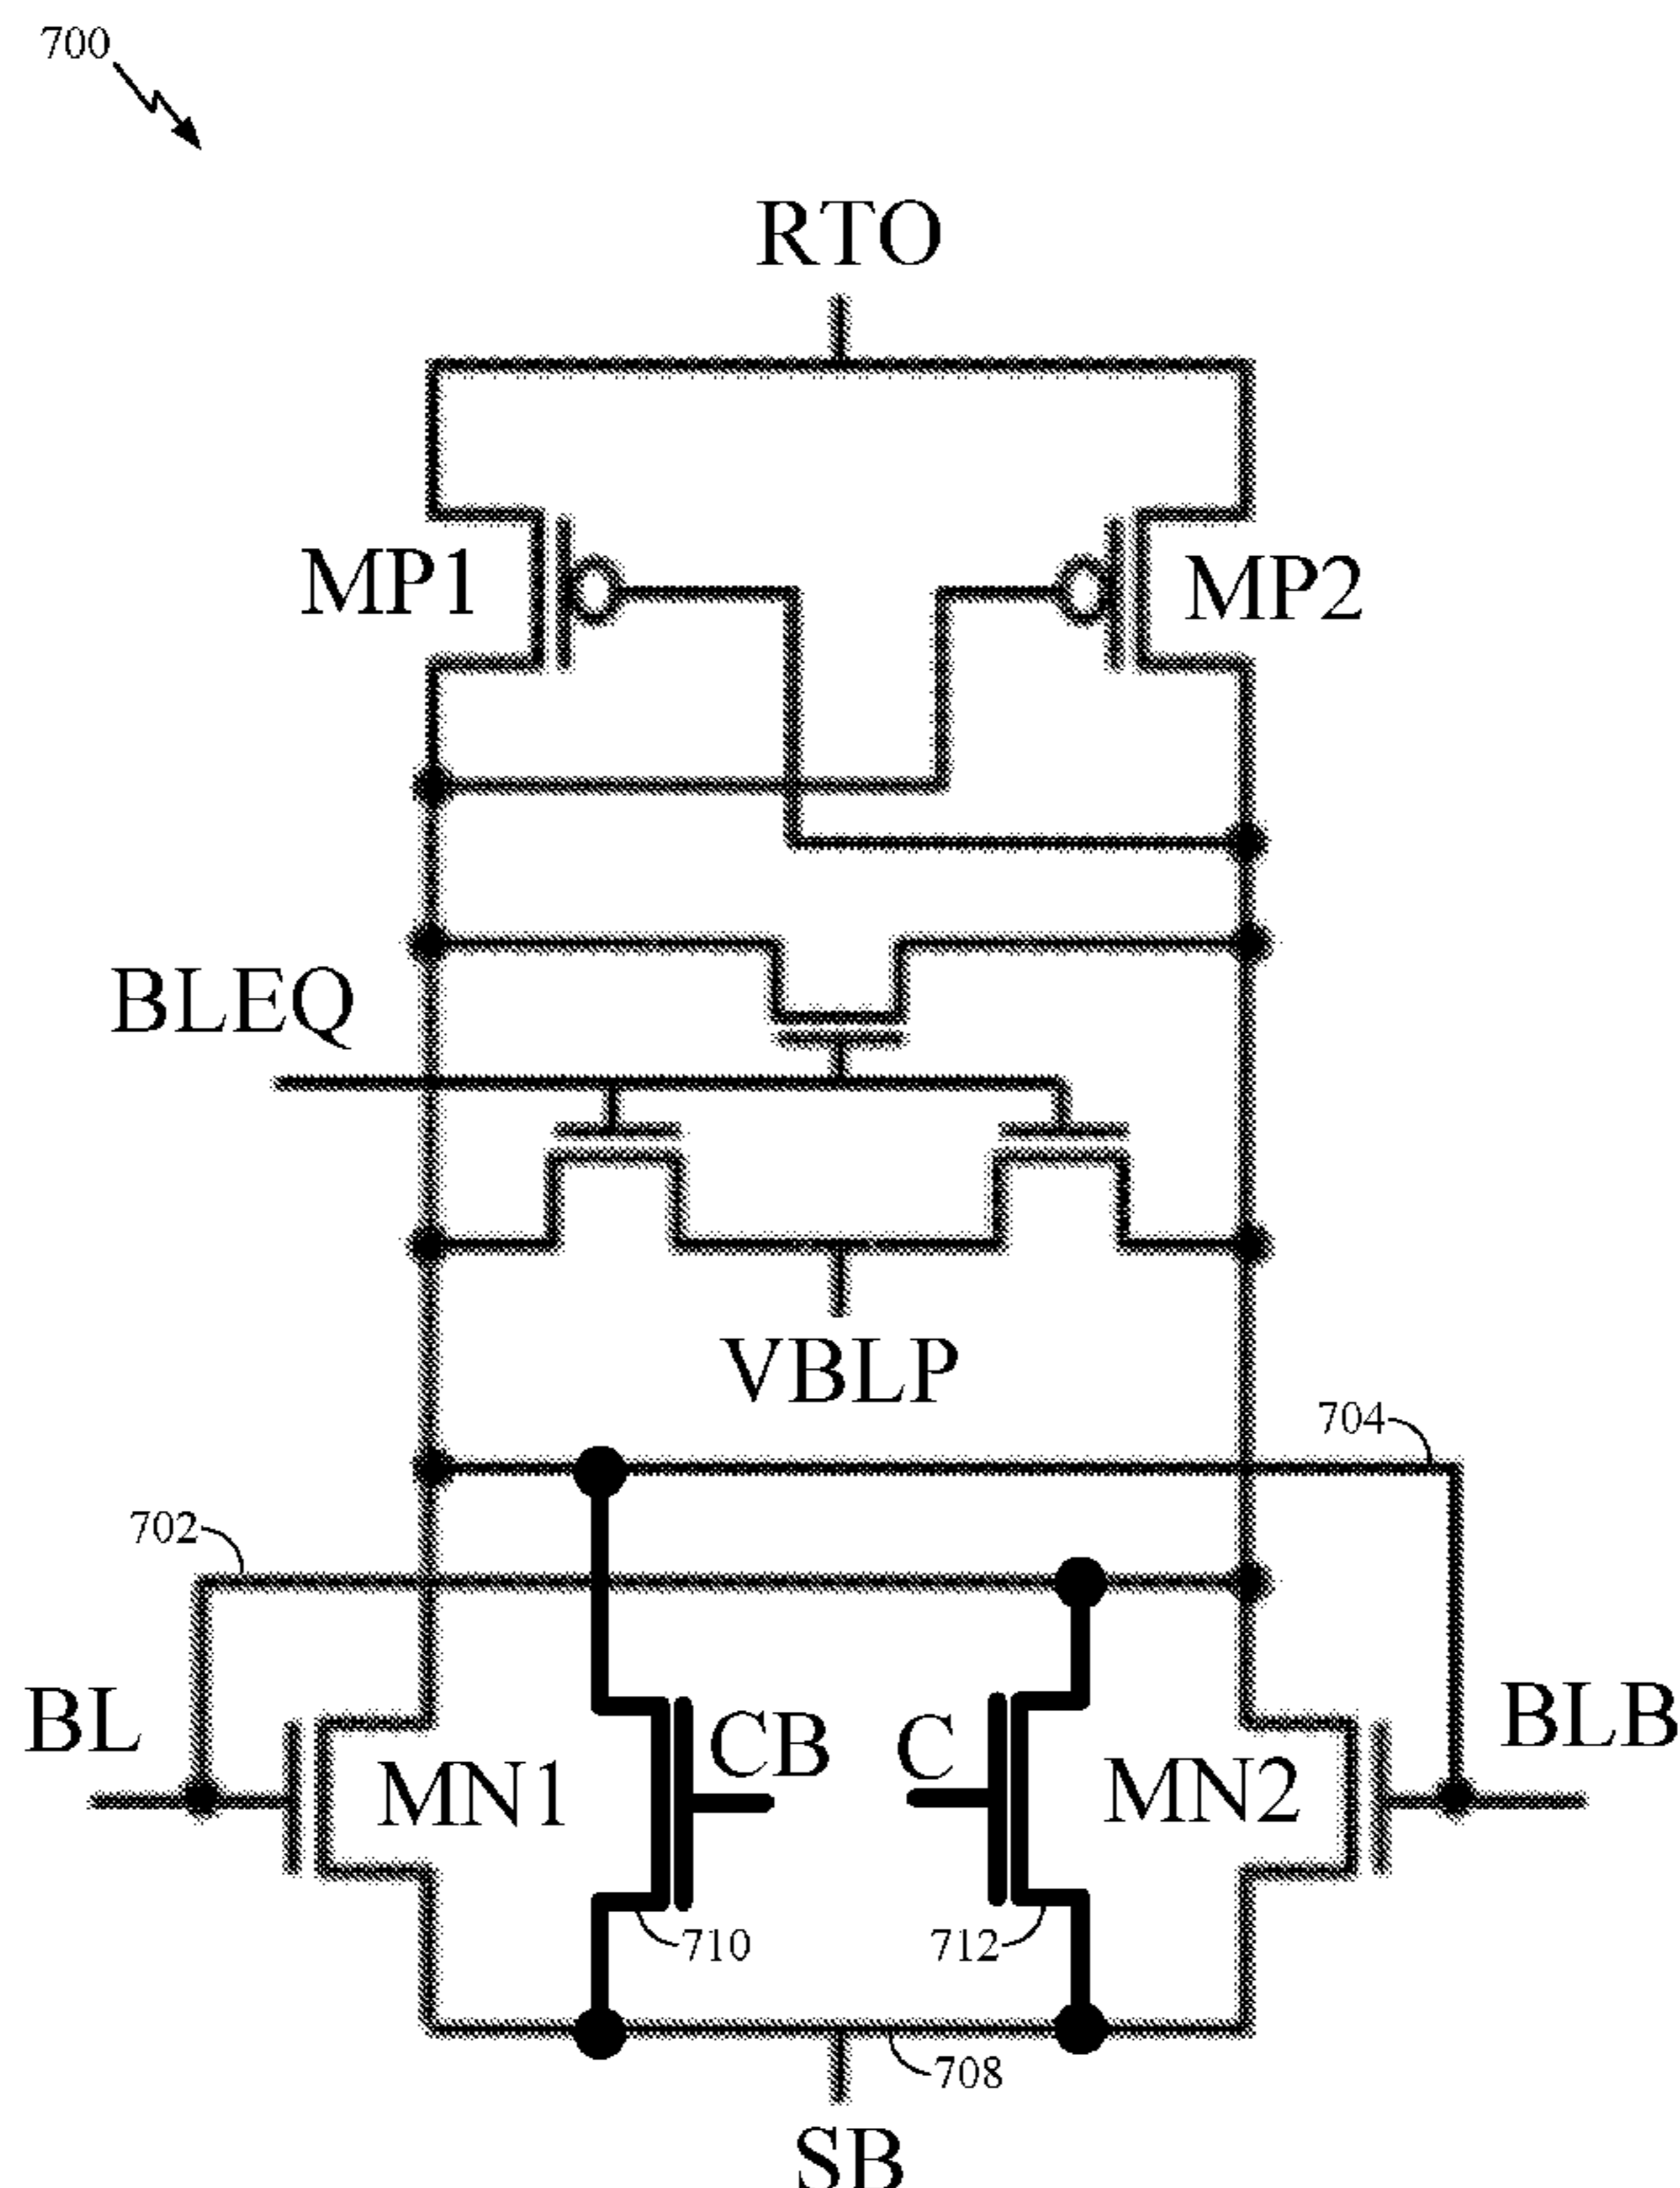 700
RTO
MP1
MP2
BLEQ
VBLP
704
702
BL
CB
C
BLB
MN1
MN2
710
712
708
SB